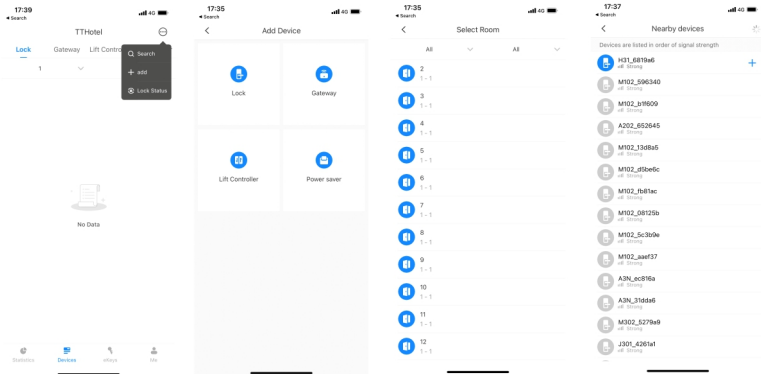 17:39
4G
Search
TTHotel
Lock
Gateway
Lift Contro
Search
add
Lock Status
1
No Data
Statistics
Devices
eKeys
Me
17:35
4G
Search
Add Device
Lock
Gateway
Lift Controller
Power saver
17:35
4G
Search
Select Room
All
All
2
1 - 1
3
1 - 1
4
1 - 1
5
1 - 1
6
1 - 1
7
1 - 1
8
1 - 1
9
1 - 1
10
1 - 1
11
1 - 1
12
1 - 1
17:37
4G
Search
Nearby devices
Devices are listed in order of signal strength
H31_6819a6
Strong
M102_596340
Strong
M102_b1f609
Strong
A202_652645
Strong
M102_13d8a5
Strong
M102_d5be6c
Strong
M102_fb81ac
Strong
M102_08125b
Strong
M102_5c3b9e
Strong
M102_aaef37
Strong
A3N_ec816a
Strong
A3N_31dda6
Strong
M302_5279a9
Strong
J301_4261a1
Strong